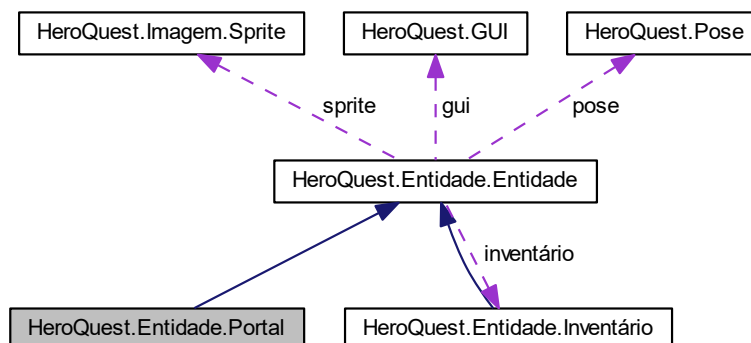 HeroQuest.Imagem.Sprite
HeroQuest.GUI
HeroQuest.Pose
sprite
gui
pose
HeroQuest.Entidade.Entidade
inventário
HeroQuest.Entidade.Portal
HeroQuest.Entidade.Inventário